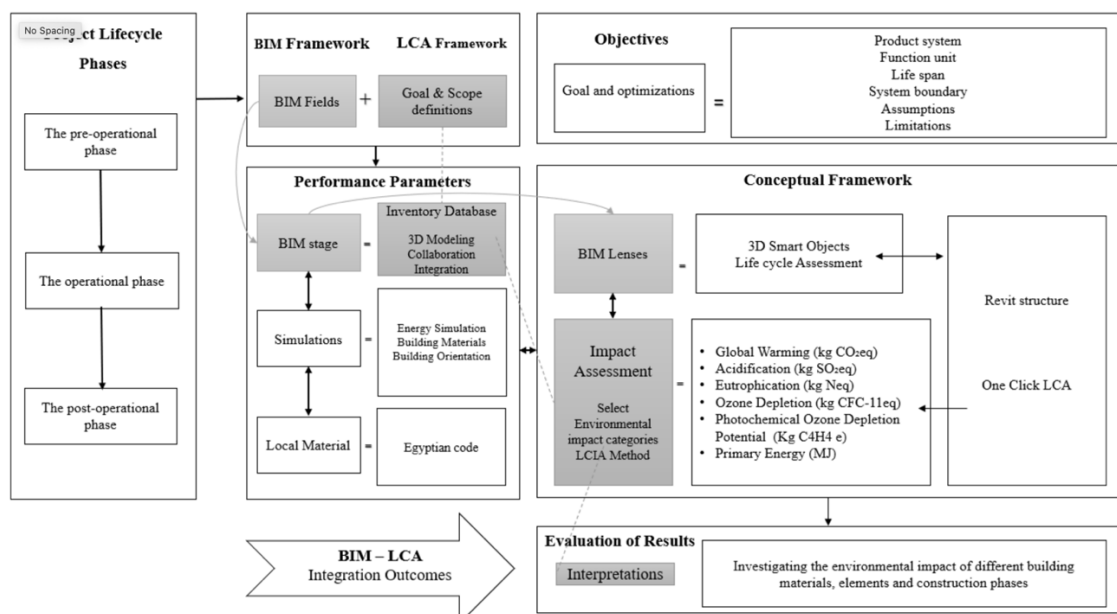 No Spacing
Project Lifecycle
Phases
The pre-operational
phase
The operational phase
The post-operational
phase
BIM Framework
LCA Framework
BIM Fields
+
Goal & Scope
definitions
Objectives
Goal and optimizations
=
Product system
Function unit
Life span
System boundary
Assumptions
Limitations
Performance Parameters
BIM stage
=
Inventory Database
3D Modeling
Collaboration
Integration
Simulations
=
Energy Simulation
Building Materials
Building Orientation
Local Material
=
Egyptian code
Conceptual Framework
BIM Lenses
=
3D Smart Objects
Life cycle Assessment
Impact
Assessment
Select
Environmental
impact categories
LCIA Method
=
• Global Warming (kg CO₂eq)
• Acidification (kg SO₂eq)
• Eutrophication (kg Neq)
• Ozone Depletion (kg CFC-11eq)
• Photochemical Ozone Depletion
Potential (Kg C4H4 e)
• Primary Energy (MJ)
Revit structure
One Click LCA
BIM – LCA
Integration Outcomes
Evaluation of Results
Interpretations
Investigating the environmental impact of different building
materials, elements and construction phases